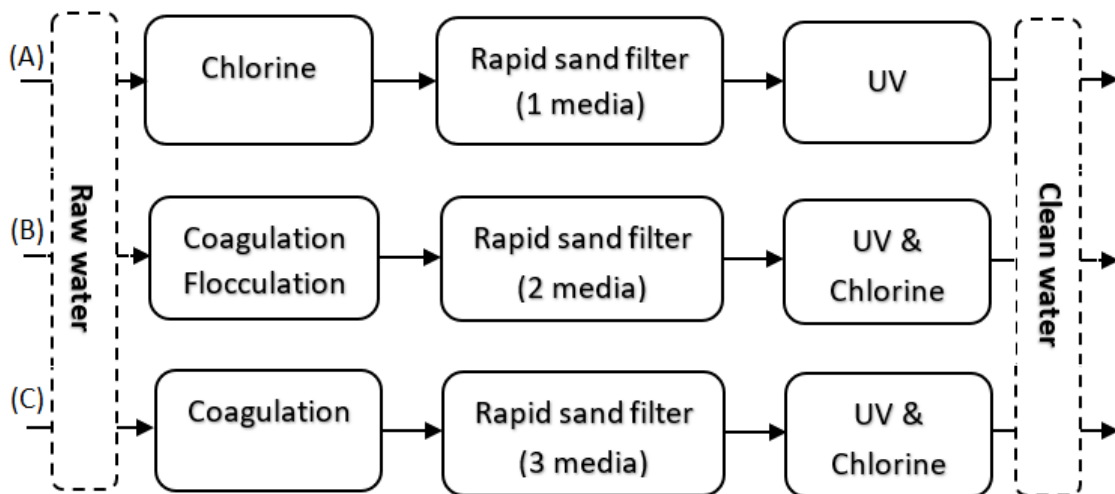 (A)
Chlorine
Rapid sand filter
(1 media)
UV
Raw water
(B)
Coagulation
Flocculation
Rapid sand filter
(2 media)
UV &
Chlorine
Clean water
(C)
Coagulation
Rapid sand filter
(3 media)
UV &
Chlorine